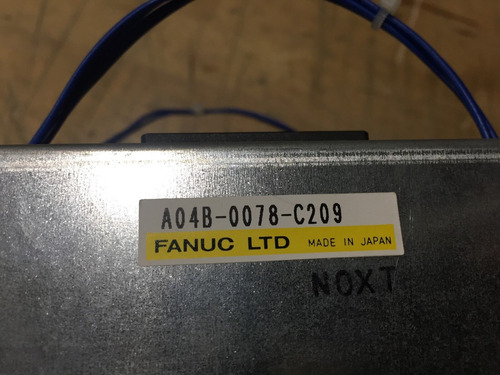 A04B-0078-C209
FANUC LTD MADE IN JAPAN
NOXT